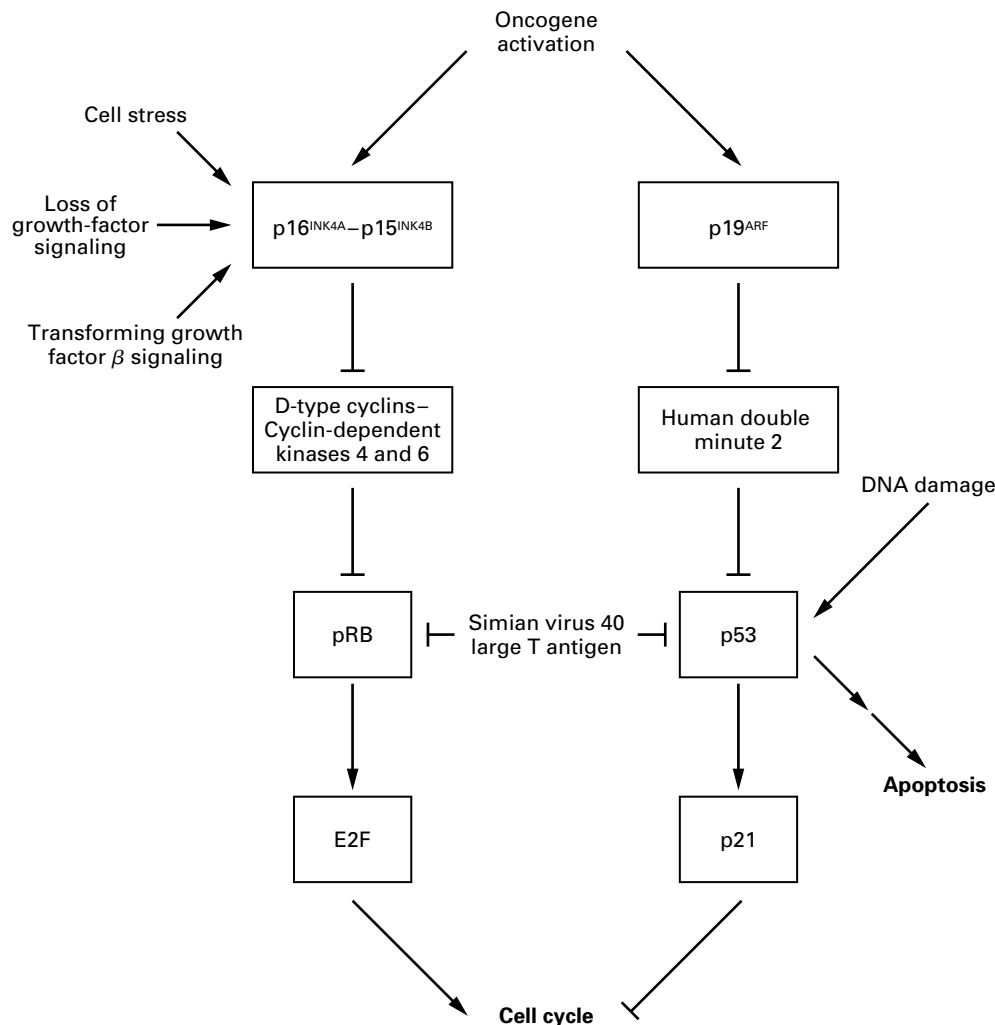 Oncogene
activation
Cell stress
Loss of
growth-factor
signaling
Transforming growth
factor β signaling
p16INK4A–p15INK4B
p19ARF
D-type cyclins–
Cyclin-dependent
kinases 4 and 6
Human double
minute 2
DNA damage
pRB
Simian virus 40
large T antigen
p53
Apoptosis
E2F
p21
Cell cycle